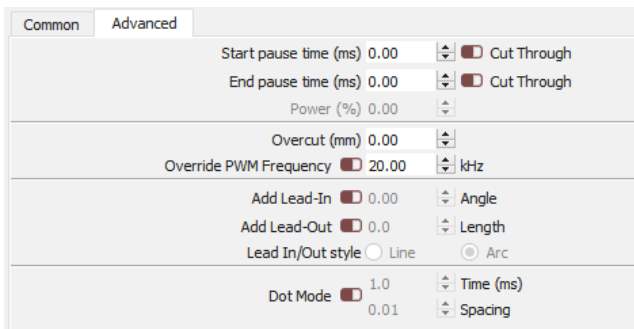 Common Advanced
Start pause time (ms) 0.00 Cut Through
End pause time (ms) 0.00 Cut Through
Power (%) 0.00
Overcut (mm) 0.00
Override PWM Frequency 20.00 kHz
Add Lead-In 0.00 Angle
Add Lead-Out 0.0 Length
Lead In/Out style Line Arc
Dot Mode 1.0 Time (ms)
0.01 Spacing